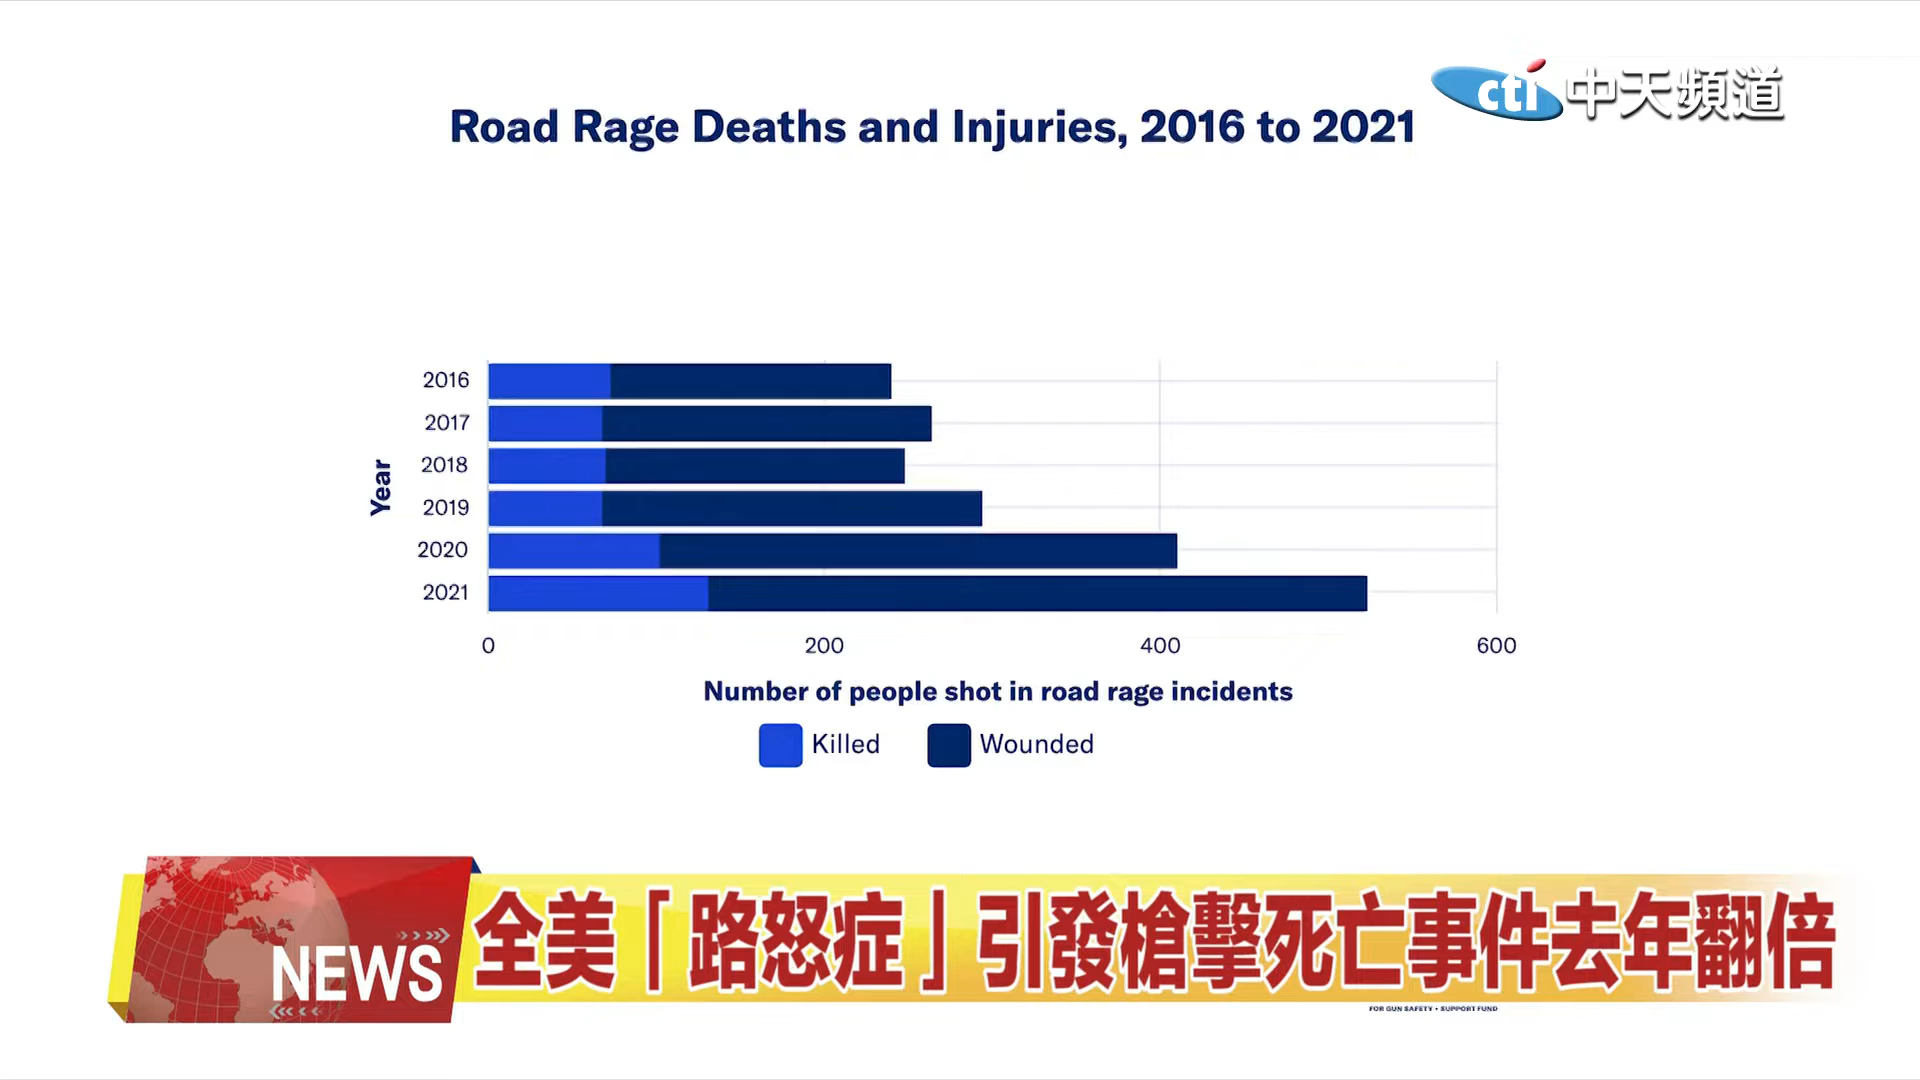 cti 中天頻道
Road Rage Deaths and Injuries, 2016 to 2021
Year
2016
2017
2018
2019
2020
2021
0 200 400 600
Number of people shot in road rage incidents
Killed Wounded
NEWS
全美「路怒症」引發槍擊死亡事件去年翻倍
FOR GUN SAFETY • SUPPORT FUND